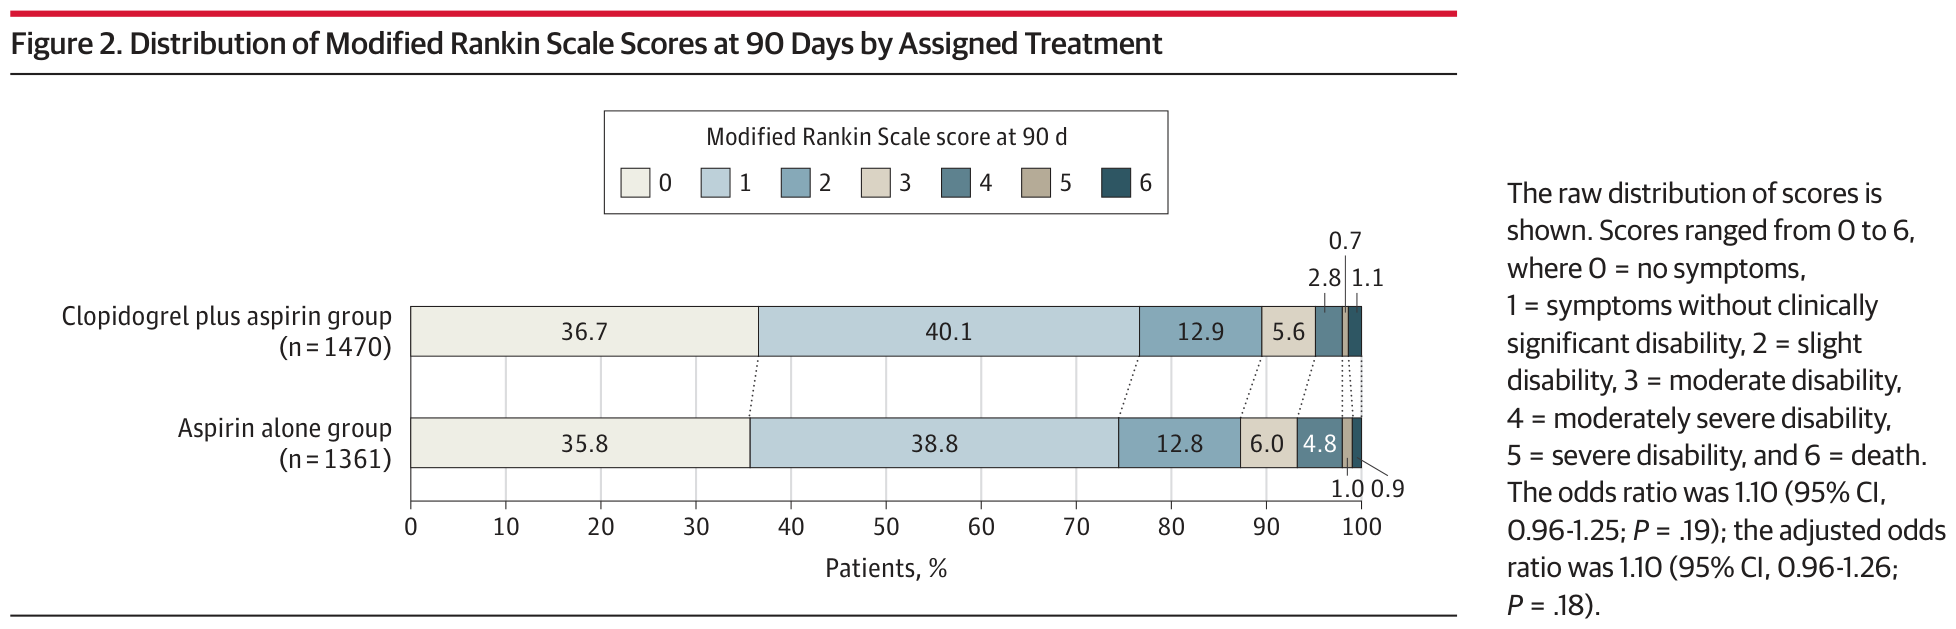 Figure 2. Distribution of Modified Rankin Scale Scores at 90 Days by Assigned Treatment
Modified Rankin Scale score at 90 d
0 1 2 3 4 5 6
0.7
2.8 1.1
Clopidogrel plus aspirin group
(n = 1470)
36.7 40.1 12.9 5.6
Aspirin alone group
(n = 1361)
35.8 38.8 12.8 6.0 4.8
1.0 0.9
0 10 20 30 40 50 60 70 80 90 100
Patients, %
The raw distribution of scores is
shown. Scores ranged from 0 to 6,
where 0 = no symptoms,
1 = symptoms without clinically
significant disability, 2 = slight
disability, 3 = moderate disability,
4 = moderately severe disability,
5 = severe disability, and 6 = death.
The odds ratio was 1.10 (95% CI,
0.96-1.25; P = .19); the adjusted odds
ratio was 1.10 (95% CI, 0.96-1.26;
P = .18).